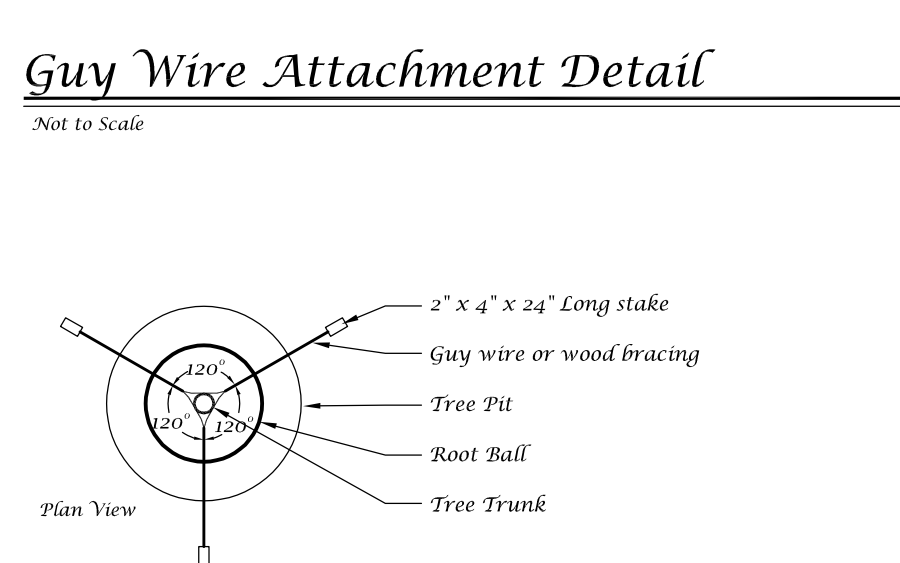 Guy Wire Attachment Detail
Not to Scale
2" x 4" x 24" Long stake
Guy wire or wood bracing
120°
Tree Pit
120°
120°
Root Ball
Tree Trunk
Plan View